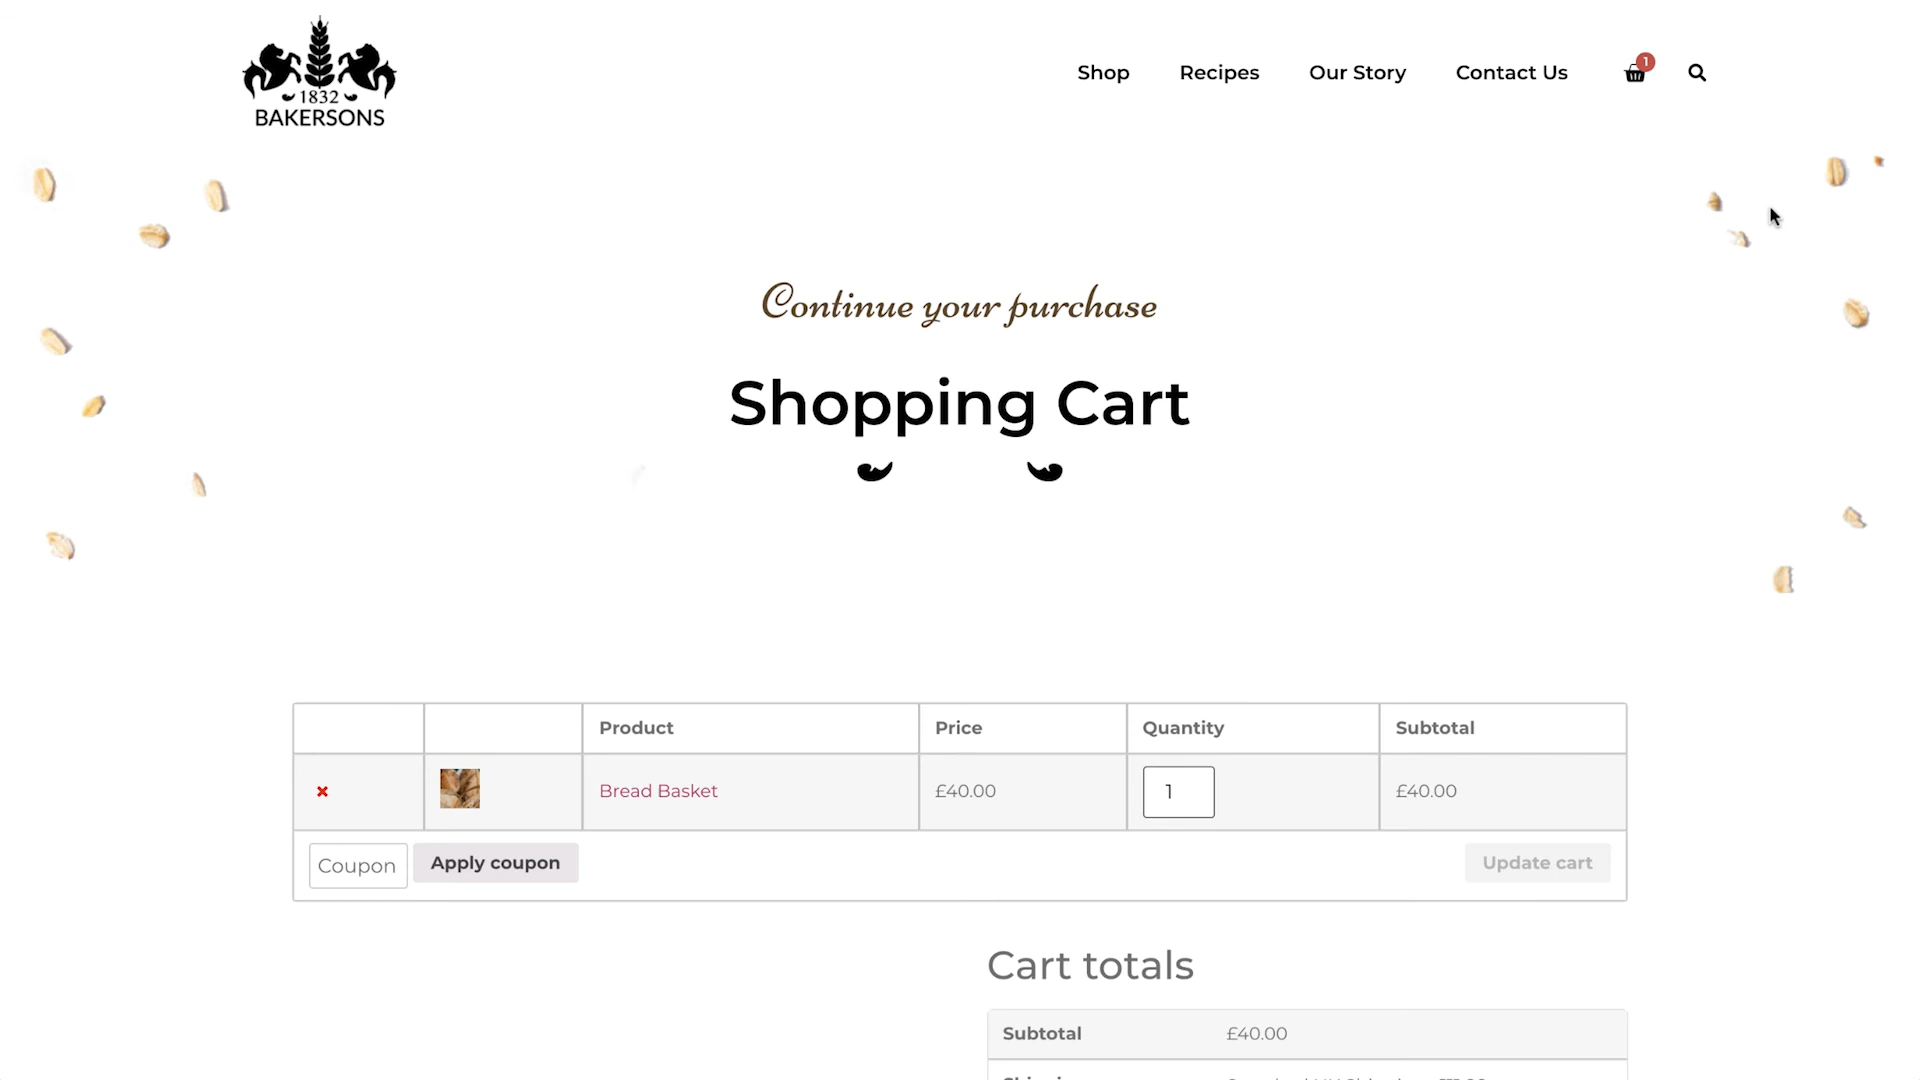 1832
BAKERSONS
Shop Recipes Our Story Contact Us 1
Continue your purchase
Shopping Cart
Product Price Quantity Subtotal
Bread Basket £40.00 1 £40.00
Coupon Apply coupon Update cart
Cart totals
Subtotal £40.00